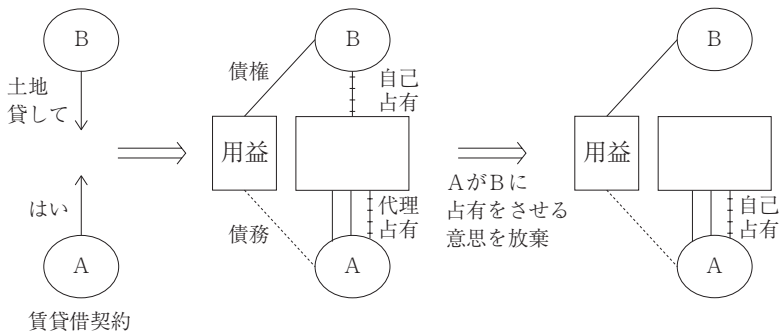 B
土地
貸して
はい
A
賃貸借契約
B
債権
自己
占有
用益
代理
占有
債務
A
AがBに
占有をさせる
意思を放棄
B
用益
自己
占有
A